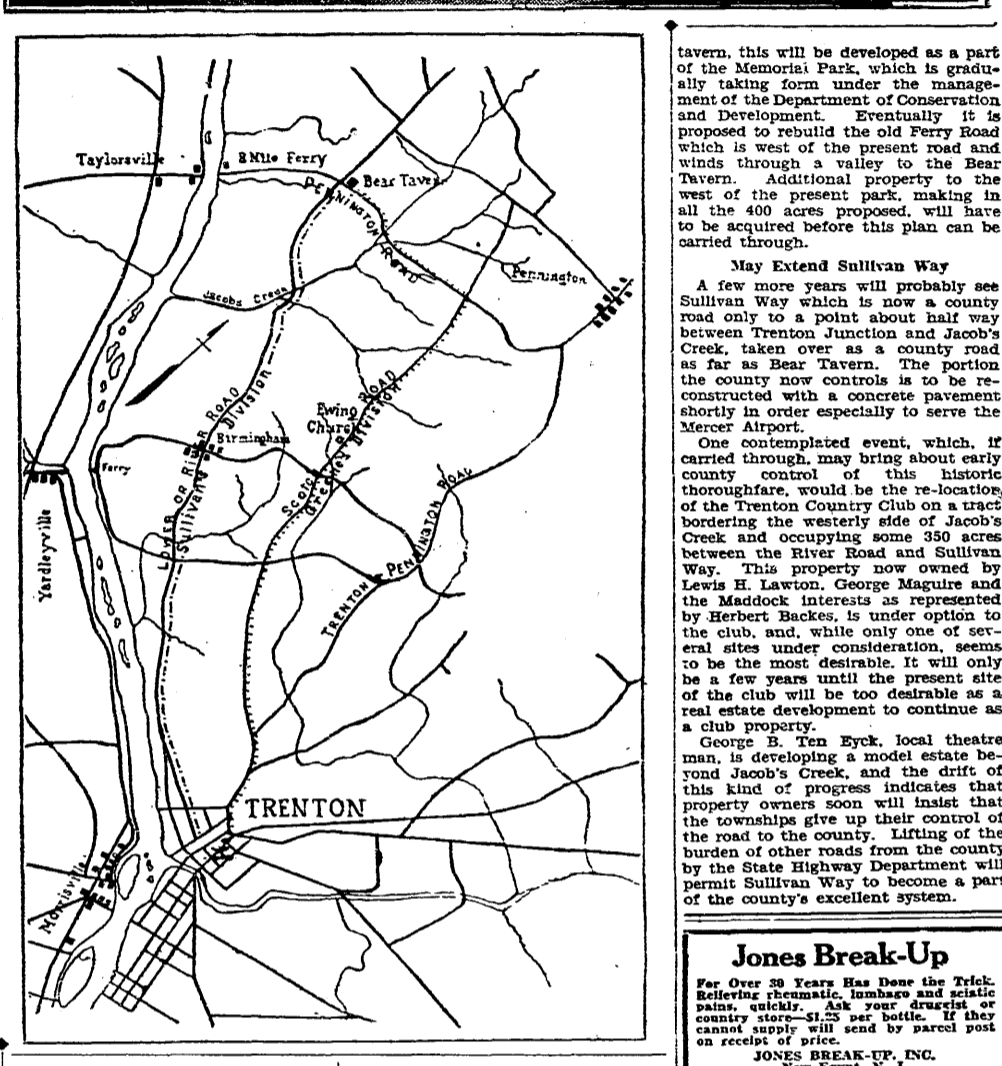 Taylorsville
8 Mile Ferry
Bear Tavern
PENNINGTON ROAD
Pennington
Jacobs Creek
LOWER OR RIVER ROAD
Sullivan's Division
Birmingham
Ewing
Church
Scotch ROAD
Greene's Division
Ferry
Yardleyville
TRENTON & PENNINGTON ROAD
TRENTON
Morrisville
tavern, this will be developed as a part
of the Memorial Park, which is gradu-
ally taking form under the manage-
ment of the Department of Conservation
and Development. Eventually it is
proposed to rebuild the old Ferry Road
which is west of the present road and
winds through a valley to the Bear
Tavern. Additional property to the
west of the present park, making in
all the 400 acres proposed, will have
to be acquired before this plan can be
carried through.
May Extend Sullivan Way
A few more years will probably see
Sullivan Way which is now a county
road only to a point about half way
between Trenton Junction and Jacob's
Creek, taken over as a county road
as far as Bear Tavern. The portion
the county now controls is to be re-
constructed with a concrete pavement
shortly in order especially to serve the
Mercer Airport.
One contemplated event, which, if
carried through, may bring about early
county control of this historic
thoroughfare, would be the re-location
of the Trenton Country Club on a tract
bordering the westerly side of Jacob's
Creek and occupying some 350 acres
between the River Road and Sullivan
Way. This property now owned by
Lewis H. Lawton, George Maguire and
the Maddock interests as represented
by Herbert Backes, is under option to
the club, and, while only one of sev-
eral sites under consideration, seems
to be the most desirable. It will only
be a few years until the present site
of the club will be too desirable as a
real estate development to continue as
a club property.
George B. Ten Eyck, local theatre
man, is developing a model estate be-
yond Jacob's Creek, and the drift of
this kind of progress indicates that
property owners soon will insist that
the townships give up their control of
the road to the county. Lifting of the
burden of other roads from the county
by the State Highway Department will
permit Sullivan Way to become a part
of the county's excellent system.
Jones Break-Up
For Over 30 Years Has Done the Trick.
Relieving rheumatic, lumbago and sciatic
pains, quickly. Ask your druggist or
country store—$1.25 per bottle. If they
cannot supply will send by parcel post
on receipt of price.
JONES BREAK-UP, INC.